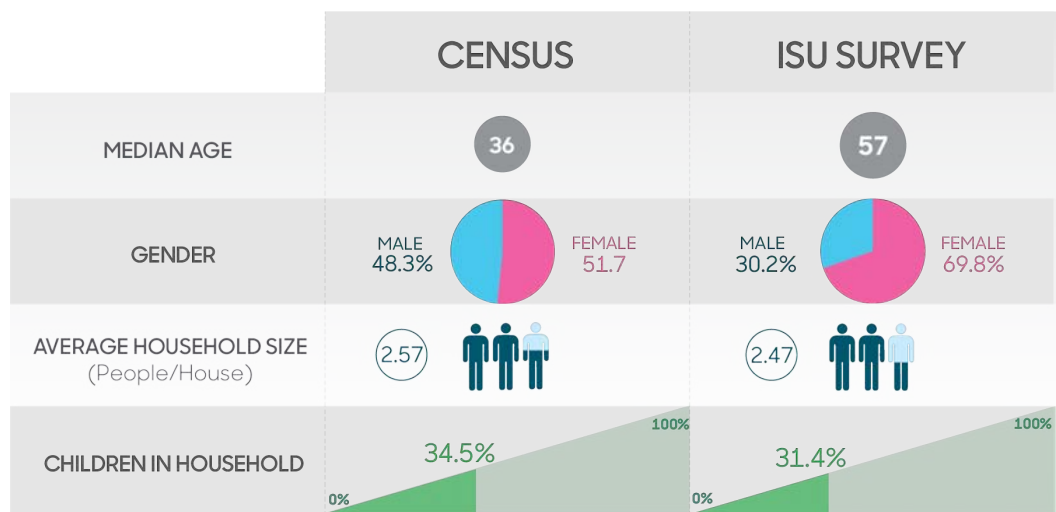 CENSUS
ISU SURVEY
MEDIAN AGE
36
57
GENDER
MALE
48.3%
FEMALE
51.7
MALE
30.2%
FEMALE
69.8%
AVERAGE HOUSEHOLD SIZE
(People/House)
2.57
2.47
CHILDREN IN HOUSEHOLD
0%
34.5%
100%
0%
31.4%
100%